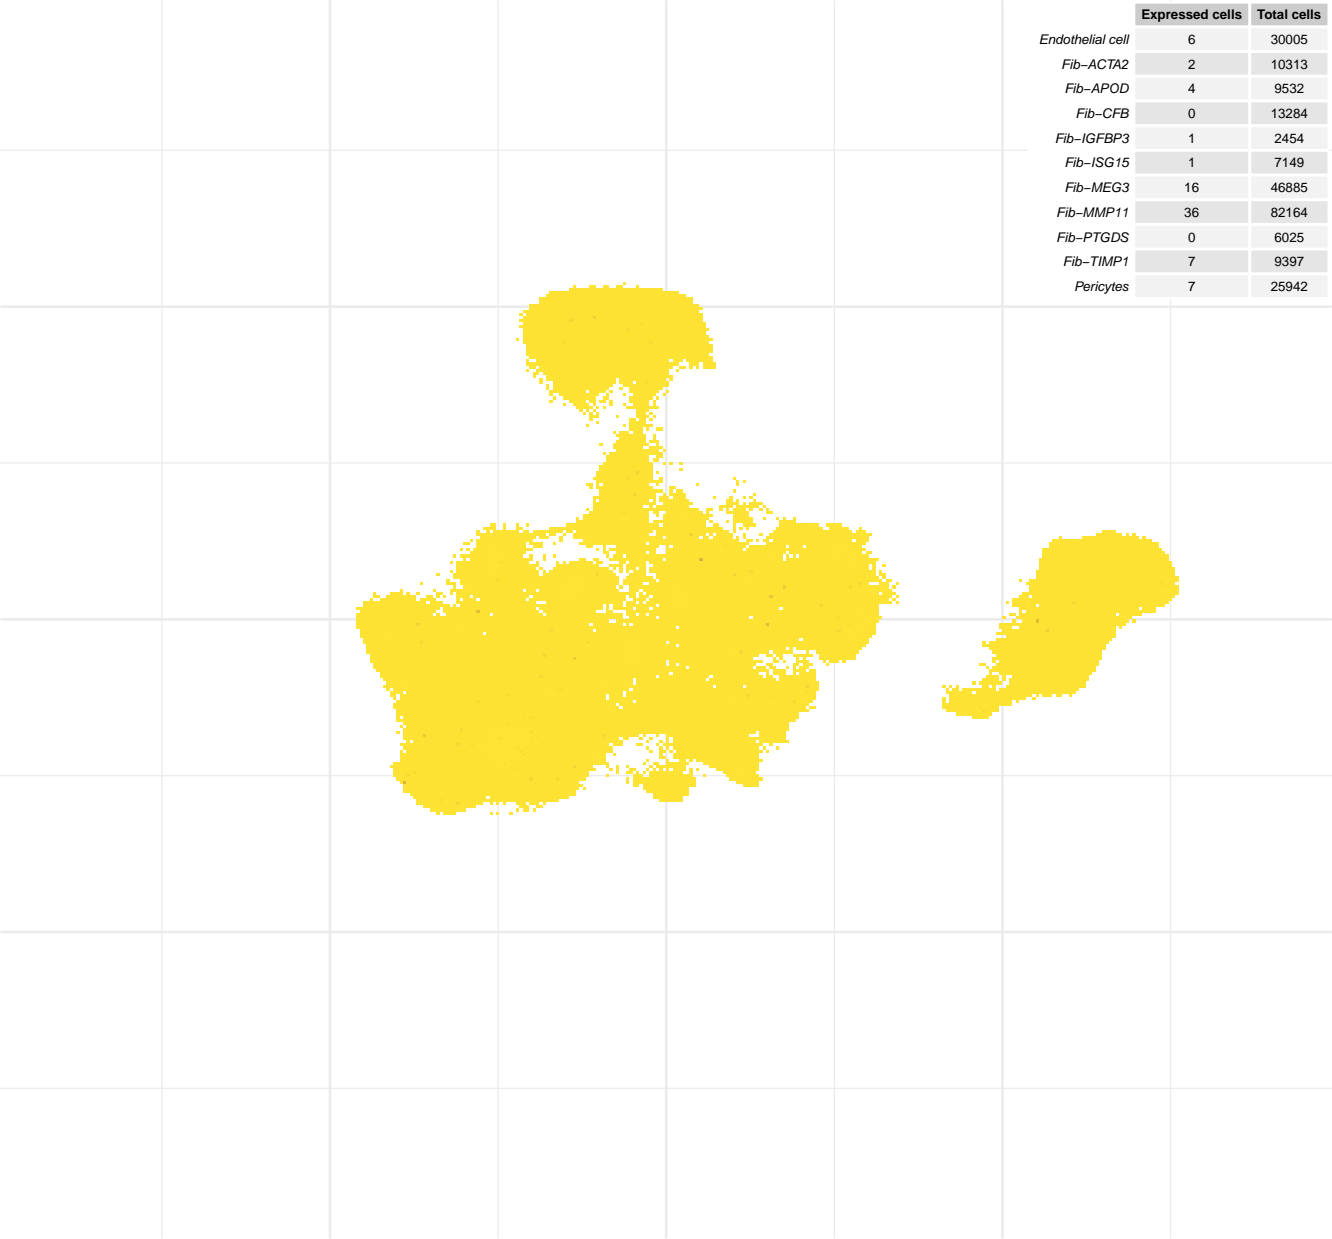 Expressed cells Total cells
Endothelial cell 6 30005
Fib−ACTA2 2 10313
Fib−APOD 4 9532
Fib−CFB 0 13284
Fib−IGFBP3 1 2454
Fib−ISG15 1 7149
Fib−MEG3 16 46885
Fib−MMP11 36 82164
Fib−PTGDS 0 6025
Fib−TIMP1 7 9397
Pericytes 7 25942